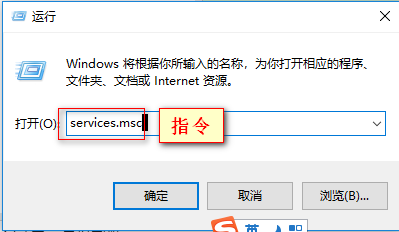 运行
Windows 将根据你所输入的名称，为你打开相应的程序、
文件夹、文档或 Internet 资源。
打开(O): services.msc 指令
确定 取消 浏览(B)...
英